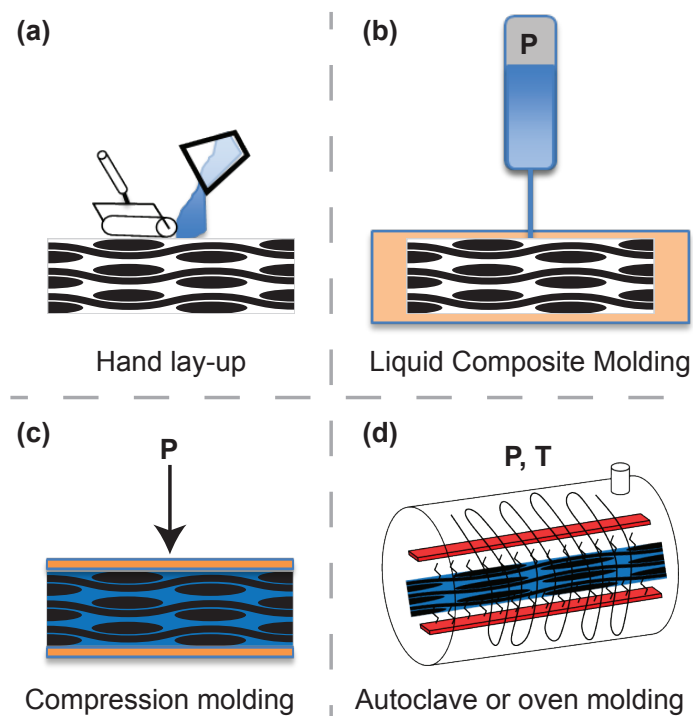 (a)
Hand lay-up
(b)
P
Liquid Composite Molding
(c)
P
Compression molding
(d)
P, T
Autoclave or oven molding